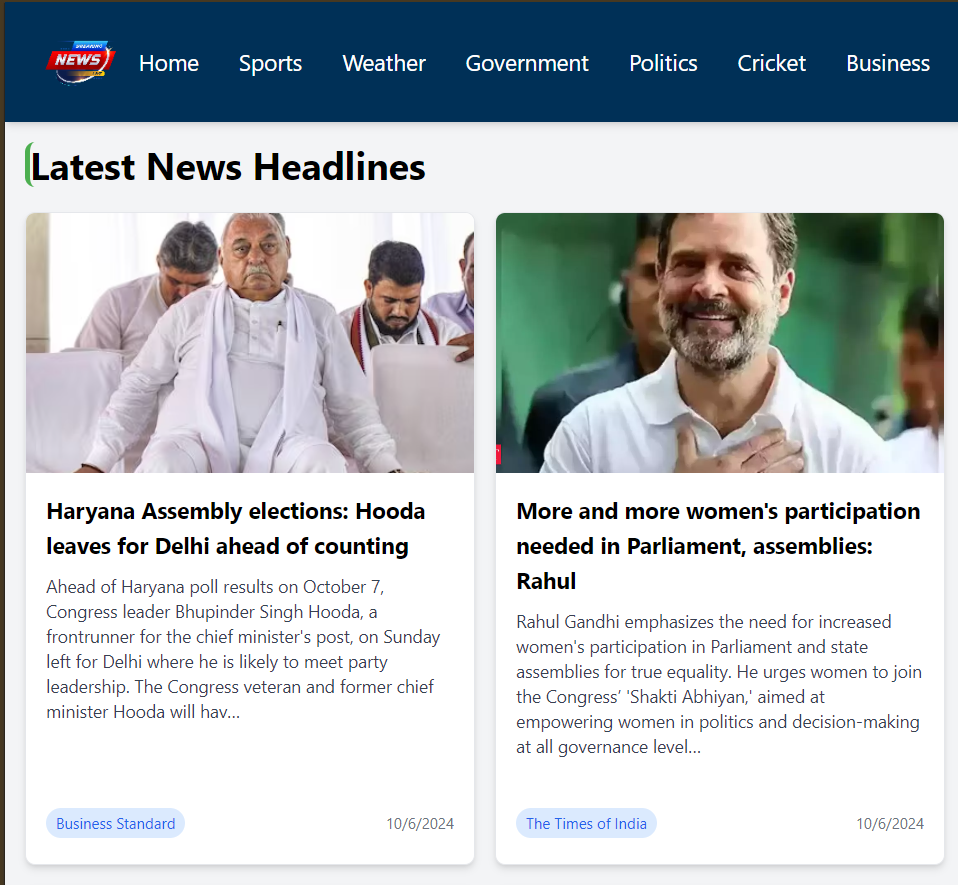 BREAKING
NEWS
Home
Sports
Weather
Government
Politics
Cricket
Business
Latest News Headlines
Haryana Assembly elections: Hooda
leaves for Delhi ahead of counting
Ahead of Haryana poll results on October 7,
Congress leader Bhupinder Singh Hooda, a
frontrunner for the chief minister's post, on Sunday
left for Delhi where he is likely to meet party
leadership. The Congress veteran and former chief
minister Hooda will hav...
Business Standard
10/6/2024
More and more women's participation
needed in Parliament, assemblies:
Rahul
Rahul Gandhi emphasizes the need for increased
women's participation in Parliament and state
assemblies for true equality. He urges women to join
the Congress’ 'Shakti Abhiyan,' aimed at
empowering women in politics and decision-making
at all governance level...
The Times of India
10/6/2024